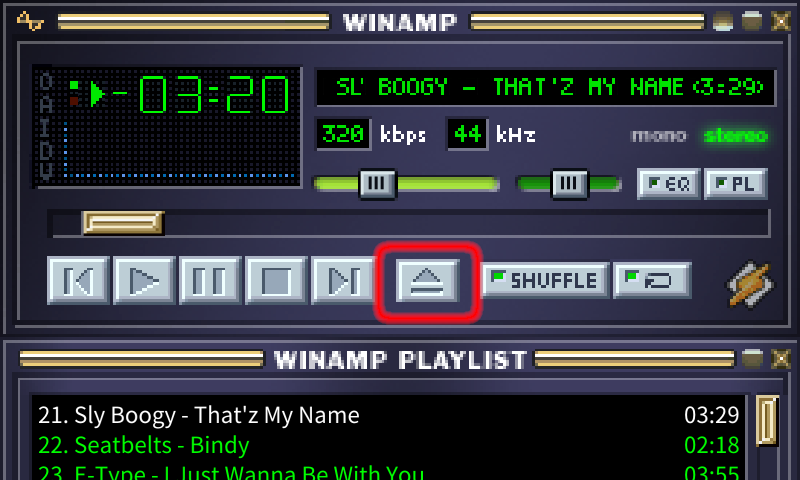 WINAMP
O
A
I
D
V
-03:20
SL' BOOGY - THAT'Z MY NAME <3:29>
320 kbps 44 kHz mono stereo
EQ PL
SHUFFLE
WINAMP PLAYLIST
21. Sly Boogy - That'z My Name 03:29
22. Seatbelts - Bindy 02:18
23. E-Type - I Just Wanna Be With You 03:55